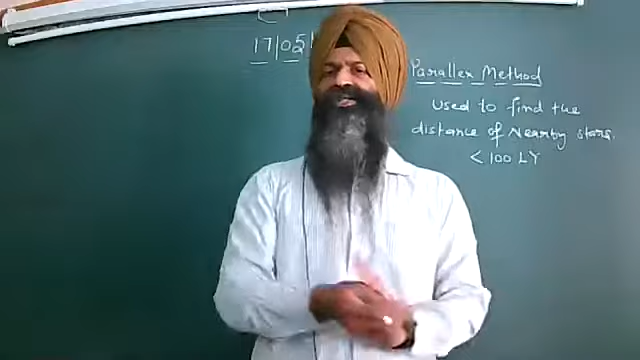 17/05
Parallex Method
used to find the
distance of Nearby stars.
< 100 LY